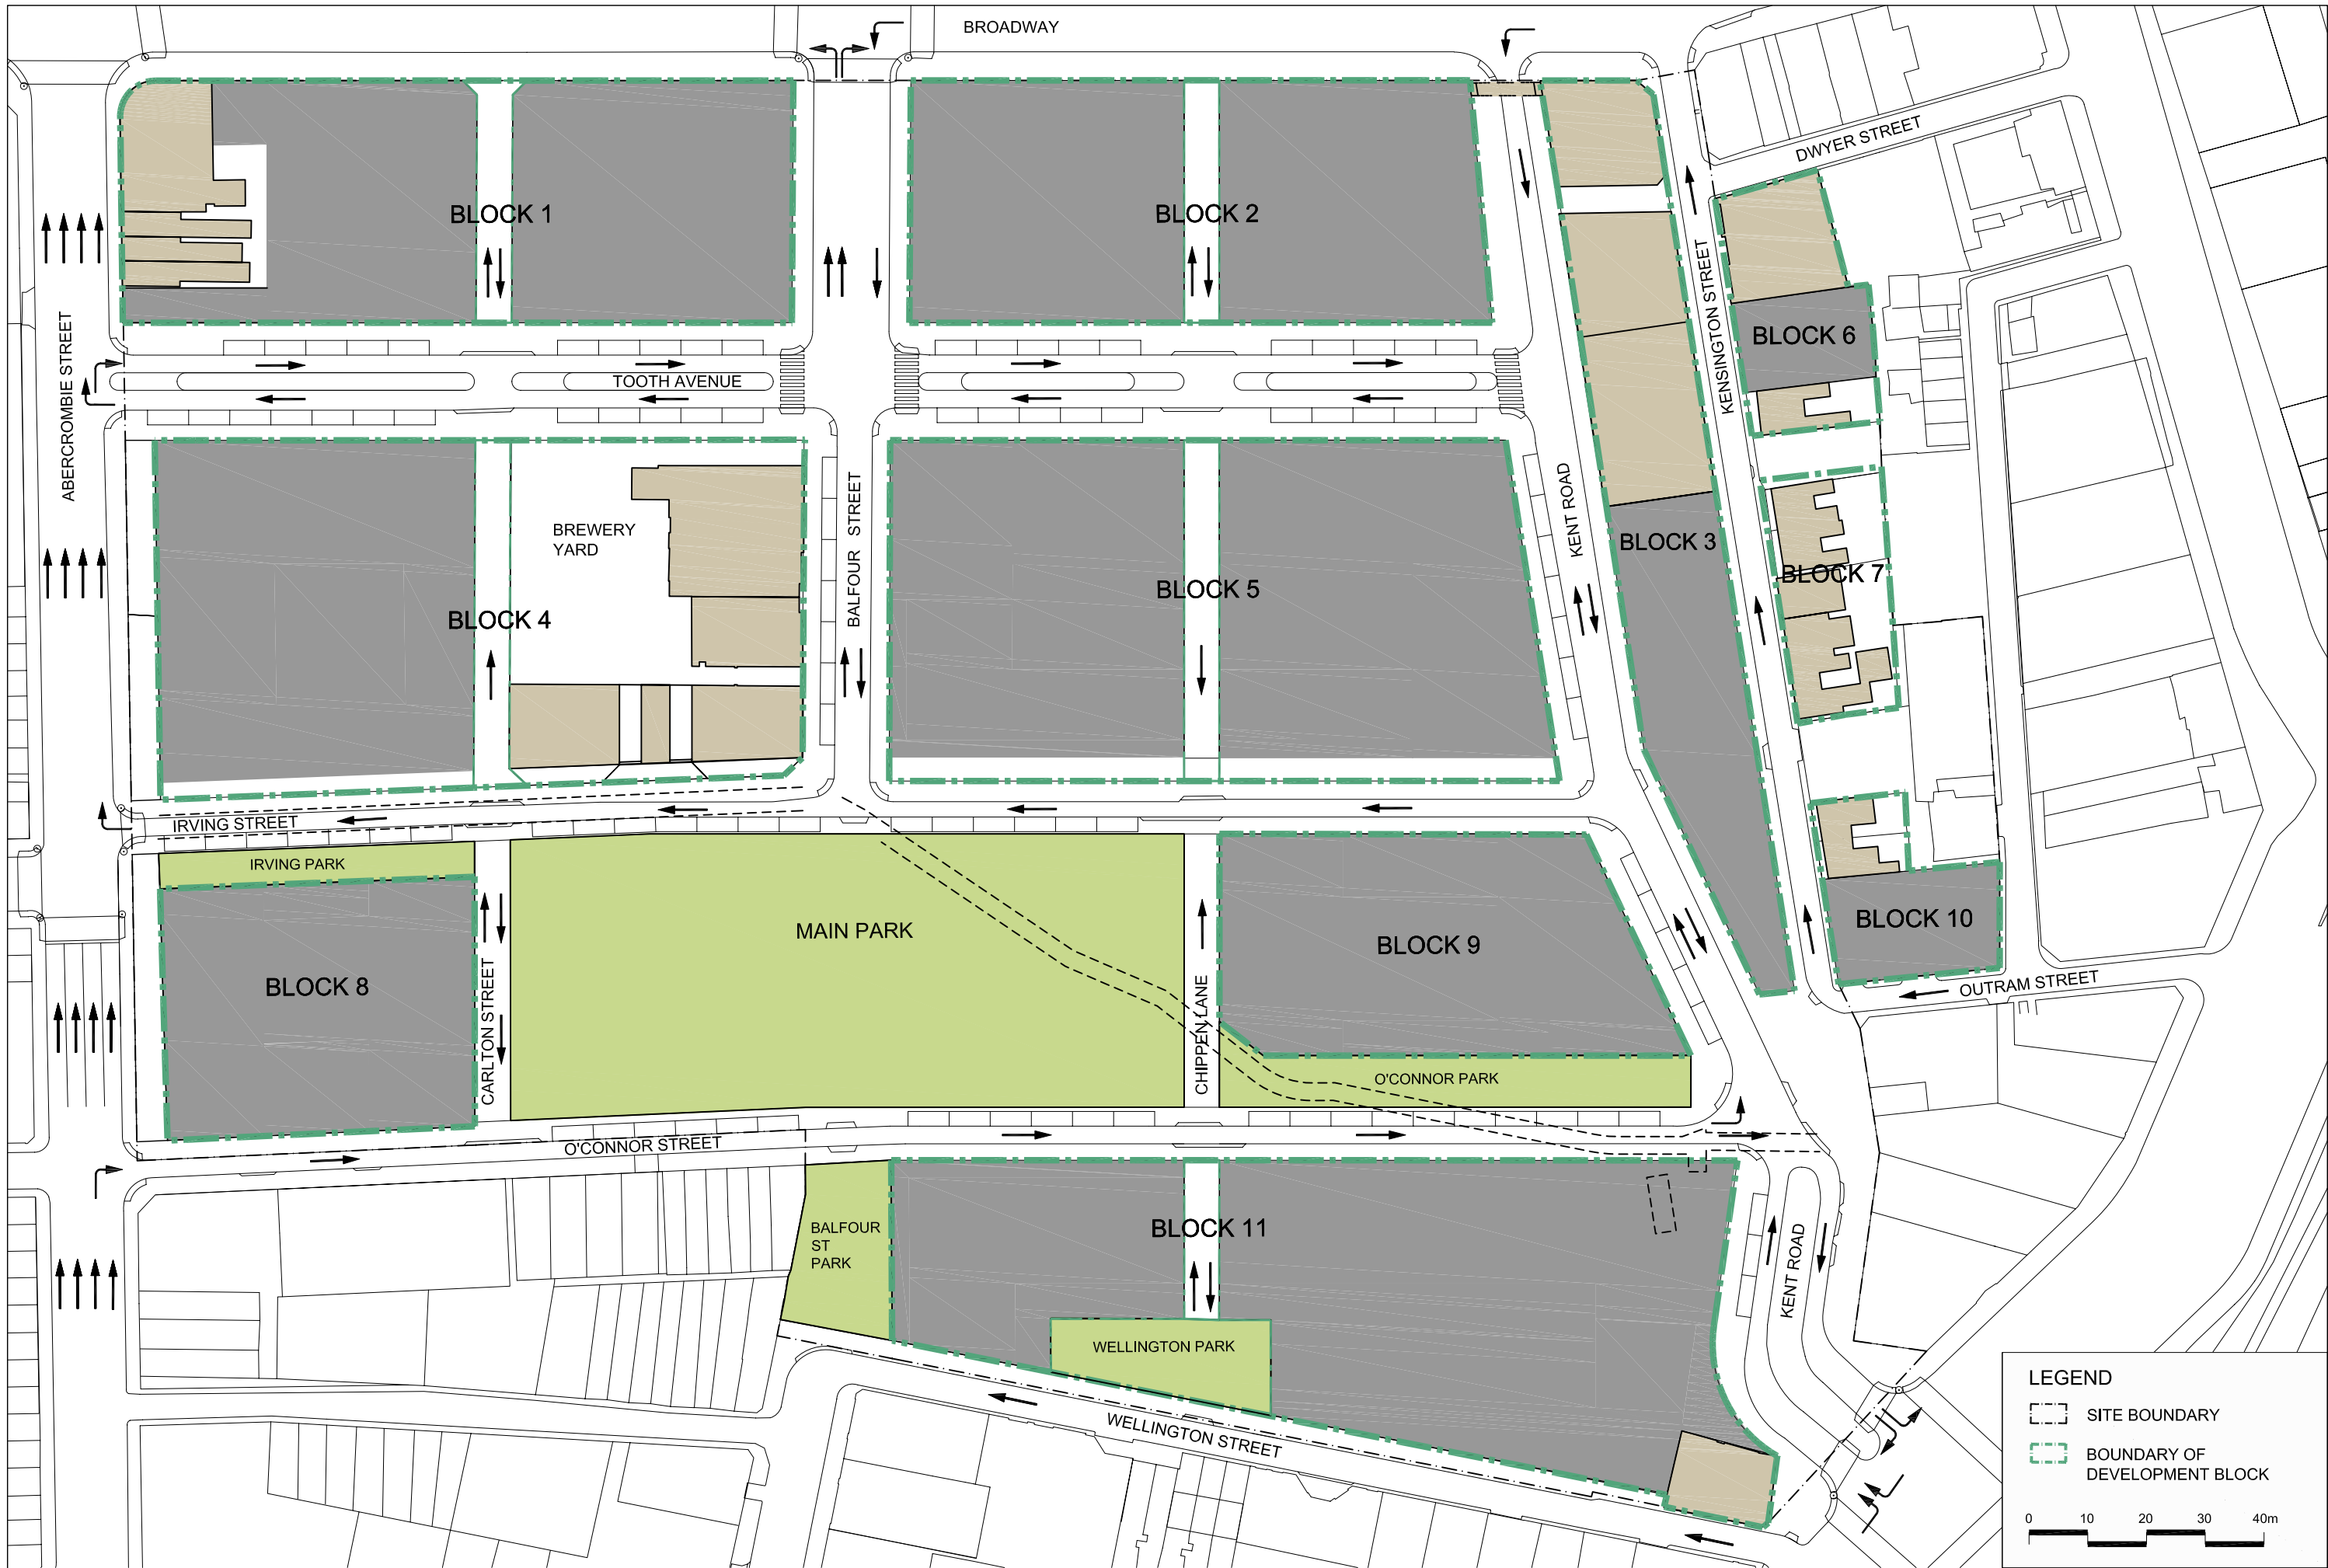 BROADWAY
DWYER STREET
BLOCK 1
BLOCK 2
ABERCROMBIE STREET
KENSINGTON STREET
BLOCK 6
TOOTH AVENUE
BREWERY
YARD
BALFOUR STREET
KENT ROAD
BLOCK 3
BLOCK 7
BLOCK 4
BLOCK 5
IRVING STREET
IRVING PARK
MAIN PARK
BLOCK 9
BLOCK 10
BLOCK 8
CARLTON STREET
CHIPPEN LANE
OUTRAM STREET
O'CONNOR PARK
O'CONNOR STREET
BALFOUR
ST
PARK
BLOCK 11
KENT ROAD
WELLINGTON PARK
WELLINGTON STREET
LEGEND
SITE BOUNDARY
BOUNDARY OF
DEVELOPMENT BLOCK
0 10 20 30 40m